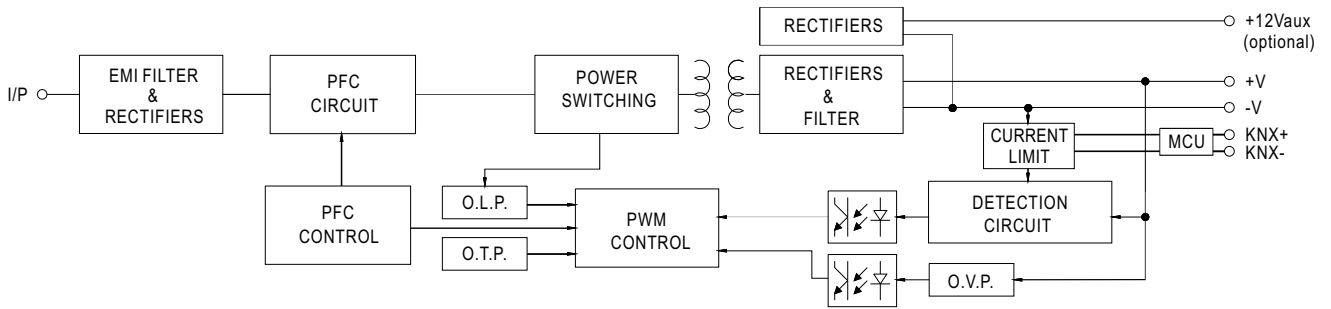 RECTIFIERS
+12Vaux
(optional)
I/P
EMI FILTER
&
RECTIFIERS
PFC
CIRCUIT
POWER
SWITCHING
RECTIFIERS
&
FILTER
+V
-V
CURRENT
LIMIT
MCU
KNX+
KNX-
PFC
CONTROL
O.L.P.
O.T.P.
PWM
CONTROL
DETECTION
CIRCUIT
O.V.P.